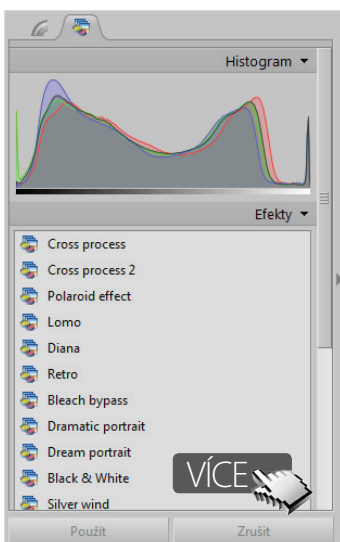 Histogram
Efekty
Cross process
Cross process 2
Polaroid effect
Lomo
Diana
Retro
Bleach bypass
Dramatic portrait
Dream portrait
Black & White
VÍCE
Silver wind
Použít Zrušit